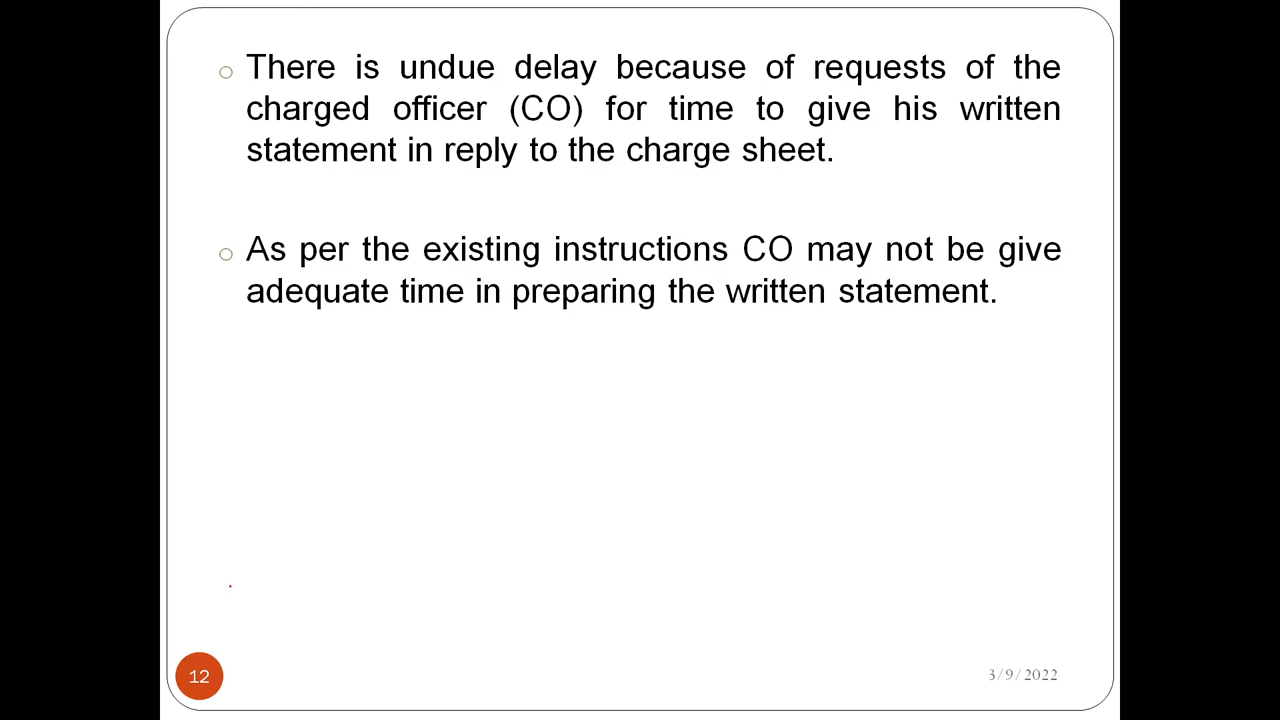 There is undue delay because of requests of the
charged officer (CO) for time to give his written
statement in reply to the charge sheet.
As per the existing instructions CO may not be give
adequate time in preparing the written statement.
12
3/9/2022